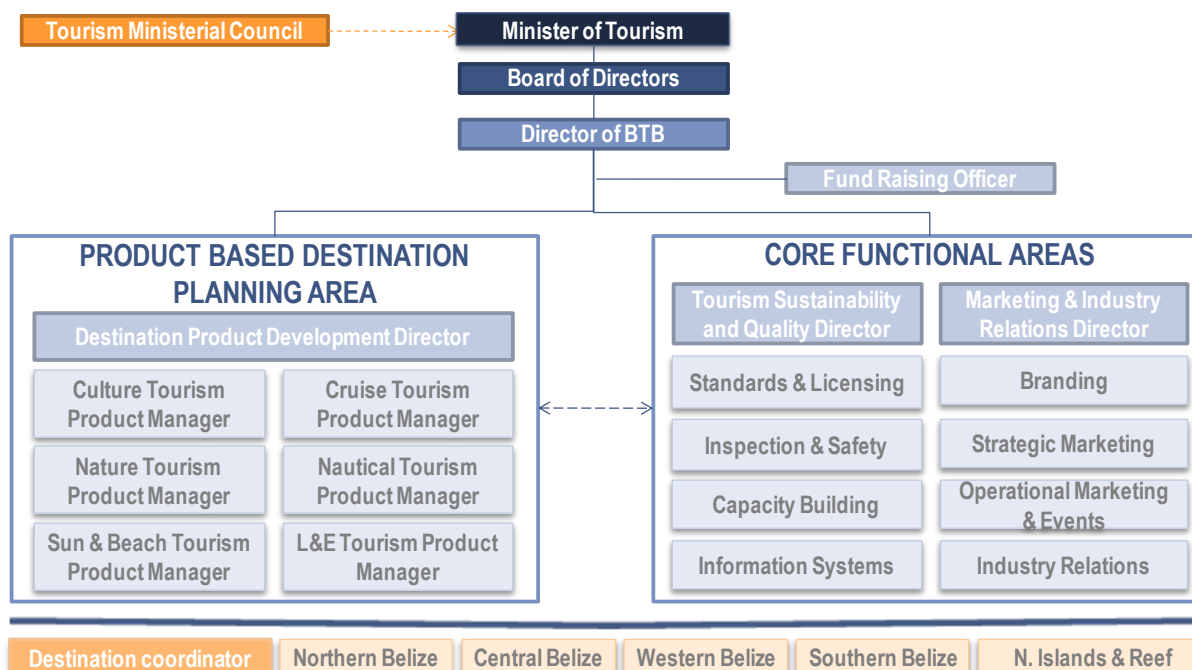 Tourism Ministerial Council
Minister of Tourism
Board of Directors
Director of BTB
Fund Raising Officer
PRODUCT BASED DESTINATION
PLANNING AREA
Destination Product Development Director
Culture Tourism
Product Manager
Cruise Tourism
Product Manager
Nature Tourism
Product Manager
Nautical Tourism
Product Manager
Sun & Beach Tourism
Product Manager
L&E Tourism Product
Manager
CORE FUNCTIONAL AREAS
Tourism Sustainability
and Quality Director
Marketing & Industry
Relations Director
Standards & Licensing
Branding
Inspection & Safety
Strategic Marketing
Capacity Building
Operational Marketing
& Events
Information Systems
Industry Relations
Destination coordinator
Northern Belize
Central Belize
Western Belize
Southern Belize
N. Islands & Reef